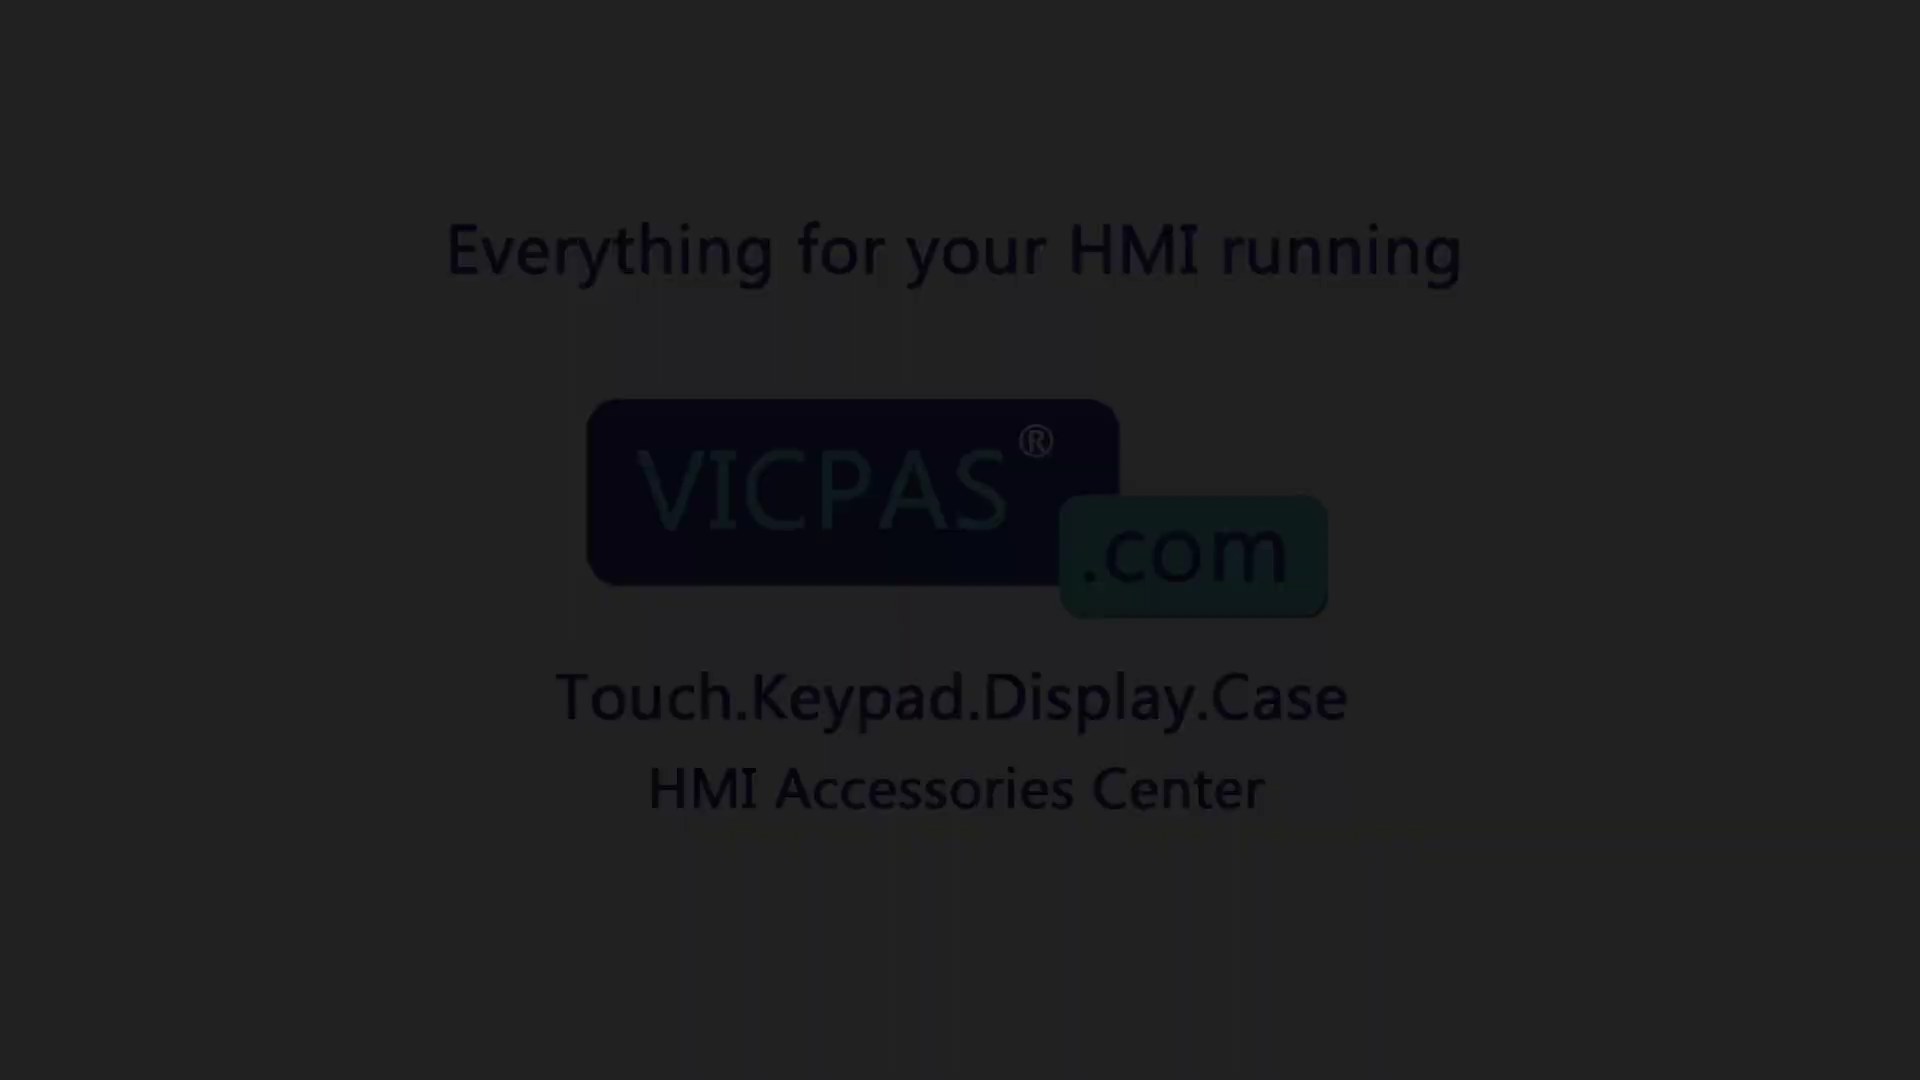 Everything for your HMI running
VICPAS®
.com
Touch.Keypad.Display.Case
HMI Accessories Center